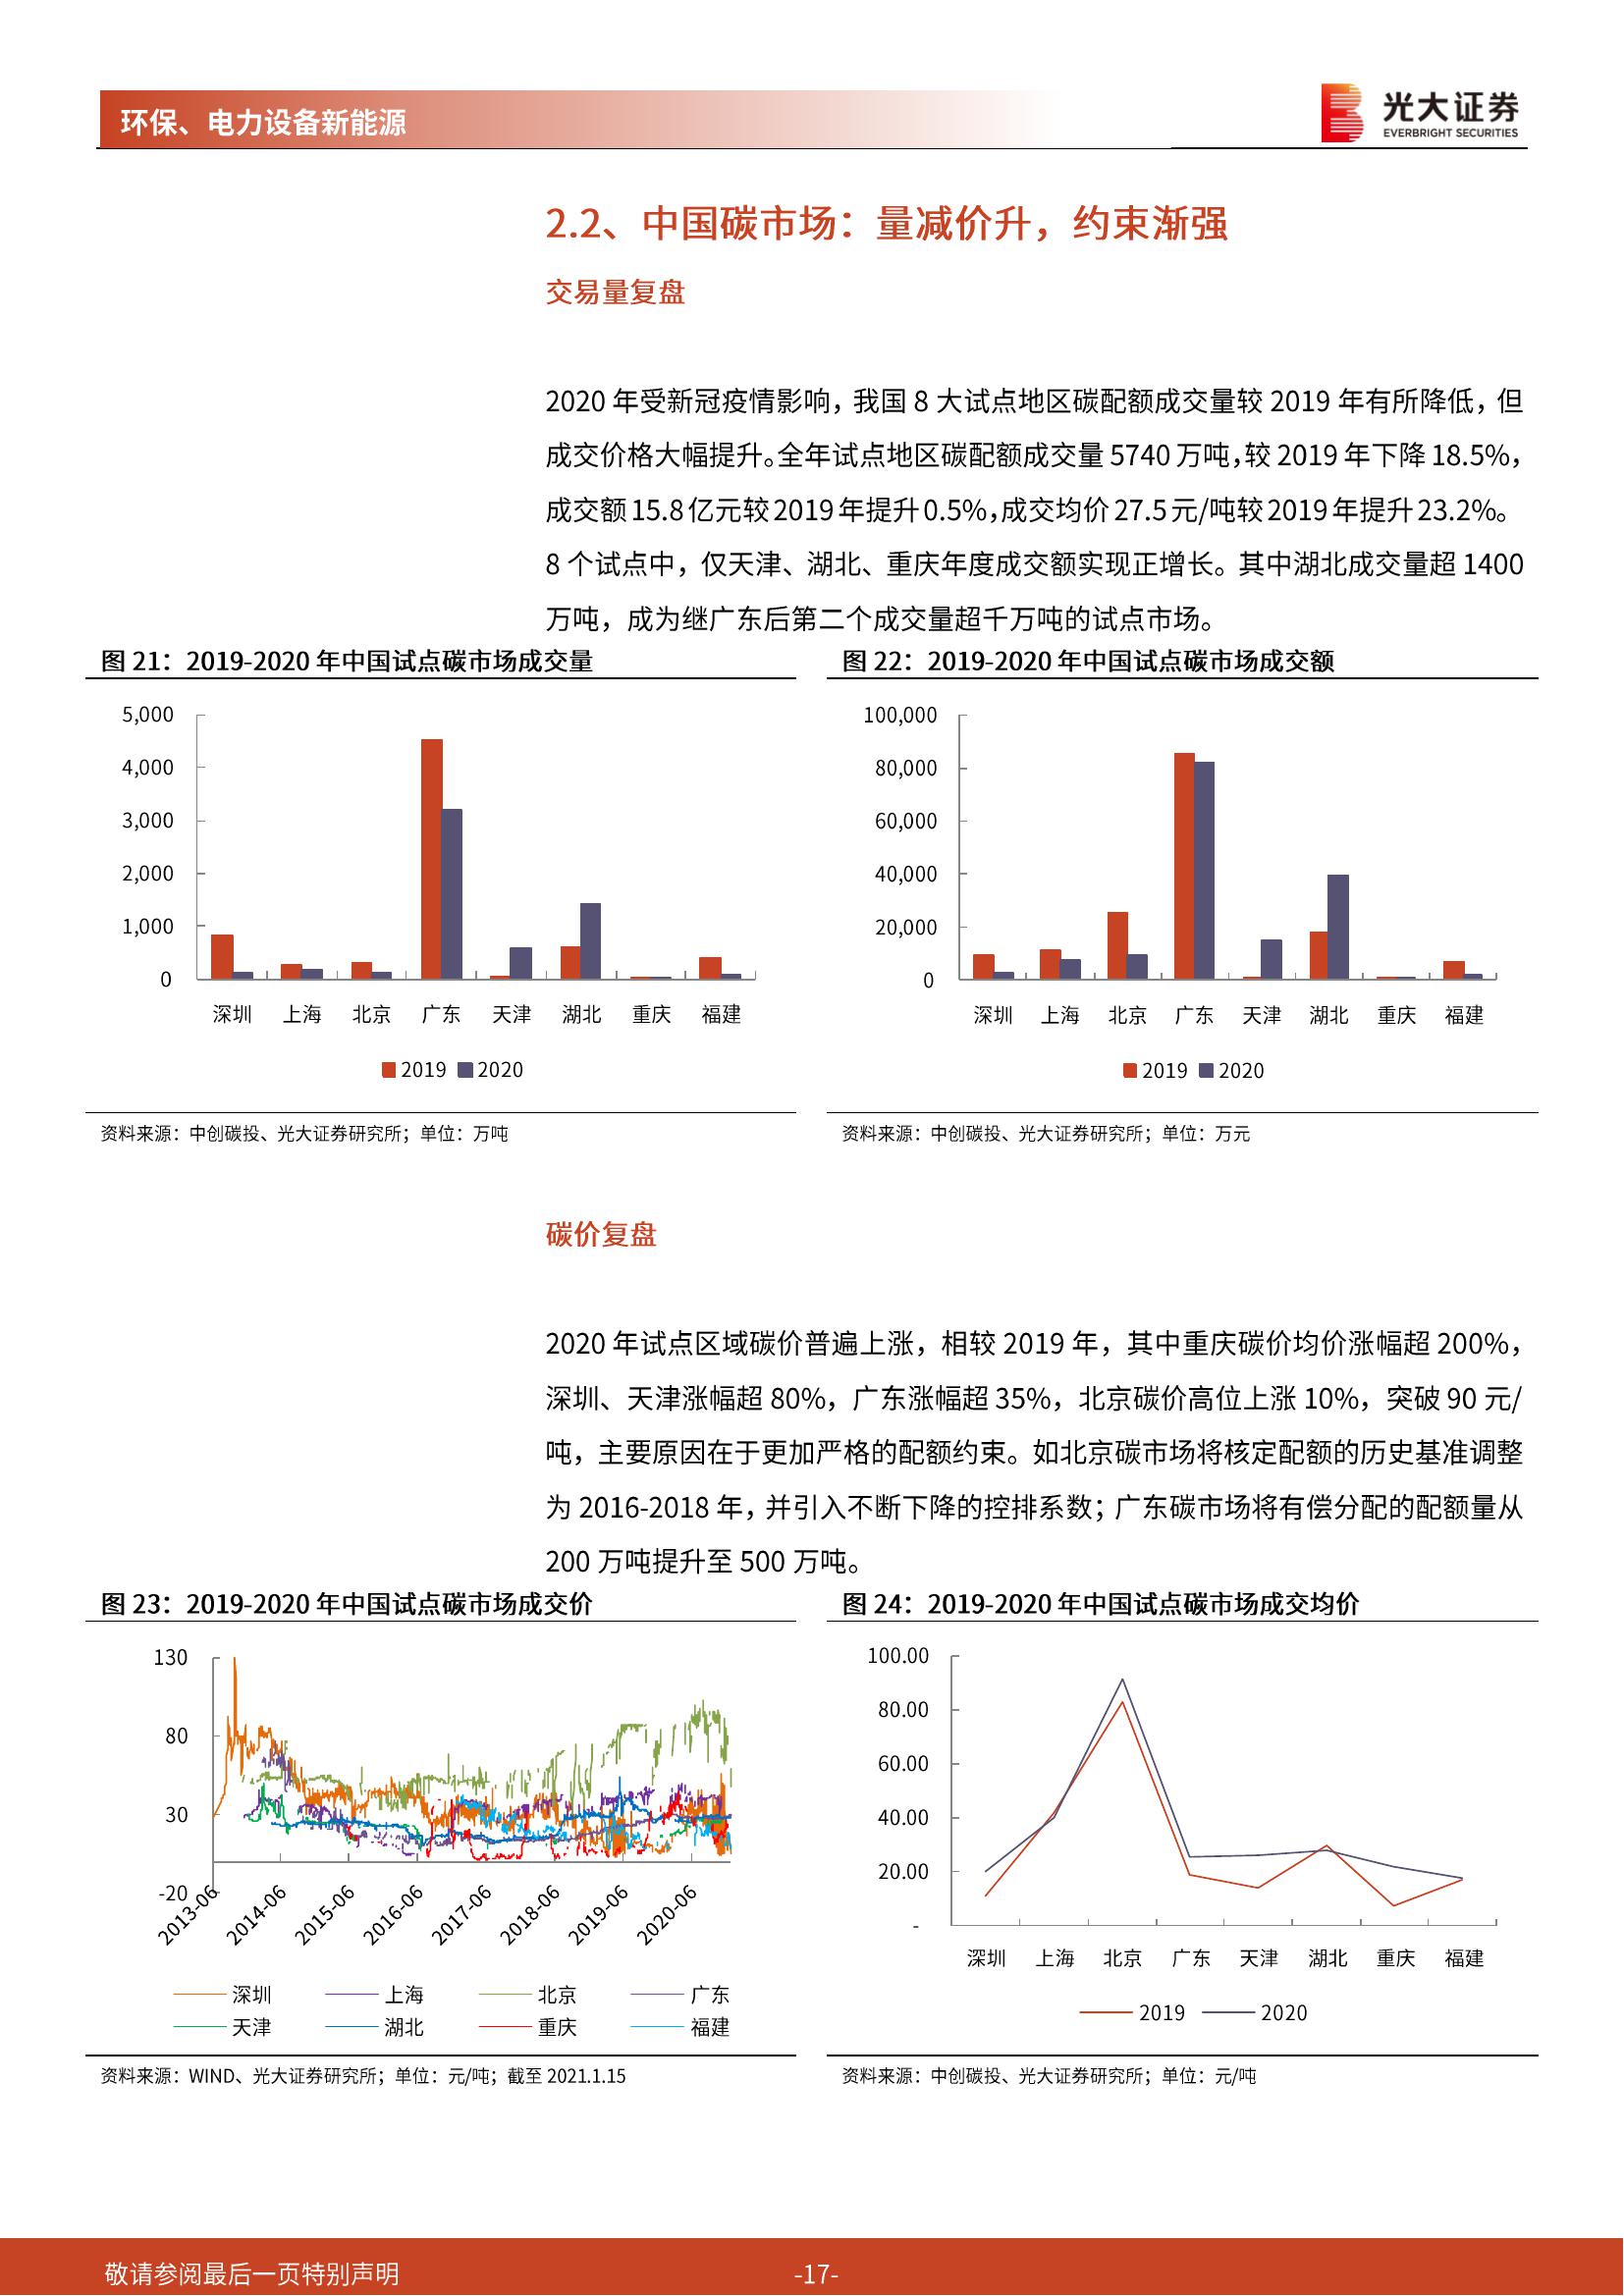 环保、电力设备新能源
光大证券
EVERBRIGHT SECURITIES
2.2、中国碳市场：量减价升，约束渐强
交易量复盘
2020 年受新冠疫情影响，我国 8 大试点地区碳配额成交量较 2019 年有所降低，但
成交价格大幅提升。全年试点地区碳配额成交量 5740 万吨，较 2019 年下降 18.5%，
成交额 15.8 亿元较 2019 年提升 0.5%，成交均价 27.5 元/吨较 2019 年提升 23.2%。
8 个试点中，仅天津、湖北、重庆年度成交额实现正增长。其中湖北成交量超 1400
万吨，成为继广东后第二个成交量超千万吨的试点市场。
图 21：2019-2020 年中国试点碳市场成交量
5,000
4,000
3,000
2,000
1,000
0
深圳 上海 北京 广东 天津 湖北 重庆 福建
2019 2020
资料来源：中创碳投、光大证券研究所；单位：万吨
图 22：2019-2020 年中国试点碳市场成交额
100,000
80,000
60,000
40,000
20,000
0
深圳 上海 北京 广东 天津 湖北 重庆 福建
2019 2020
资料来源：中创碳投、光大证券研究所；单位：万元
碳价复盘
2020 年试点区域碳价普遍上涨，相较 2019 年，其中重庆碳价均价涨幅超 200%，
深圳、天津涨幅超 80%，广东涨幅超 35%，北京碳价高位上涨 10%，突破 90 元/
吨，主要原因在于更加严格的配额约束。如北京碳市场将核定配额的历史基准调整
为 2016-2018 年，并引入不断下降的控排系数；广东碳市场将有偿分配的配额量从
200 万吨提升至 500 万吨。
图 23：2019-2020 年中国试点碳市场成交价
130
80
30
-20
2013-06 2014-06 2015-06 2016-06 2017-06 2018-06 2019-06 2020-06
深圳 上海 北京 广东
天津 湖北 重庆 福建
资料来源：WIND、光大证券研究所；单位：元/吨；截至 2021.1.15
图 24：2019-2020 年中国试点碳市场成交均价
100.00
80.00
60.00
40.00
20.00
-
深圳 上海 北京 广东 天津 湖北 重庆 福建
2019 2020
资料来源：中创碳投、光大证券研究所；单位：元/吨
敬请参阅最后一页特别声明
-17-